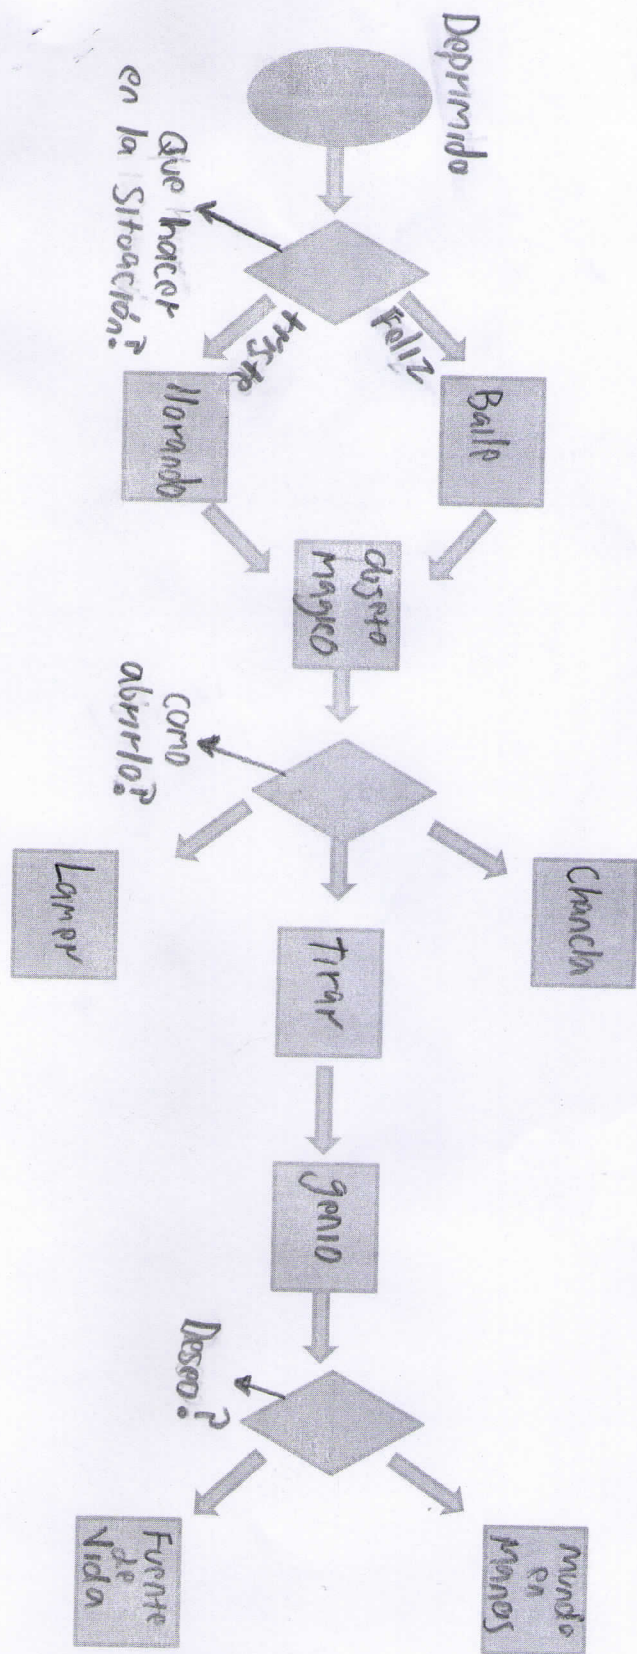 Deprimido
Que hacer
en la Situación?
Feliz
triste
Baile
llorando
objeto
magico
como
abrirlo?
Chancla
Tirar
Lamer
genio
Deseo?
mundo
en
Manos
Fuente
de
Vida